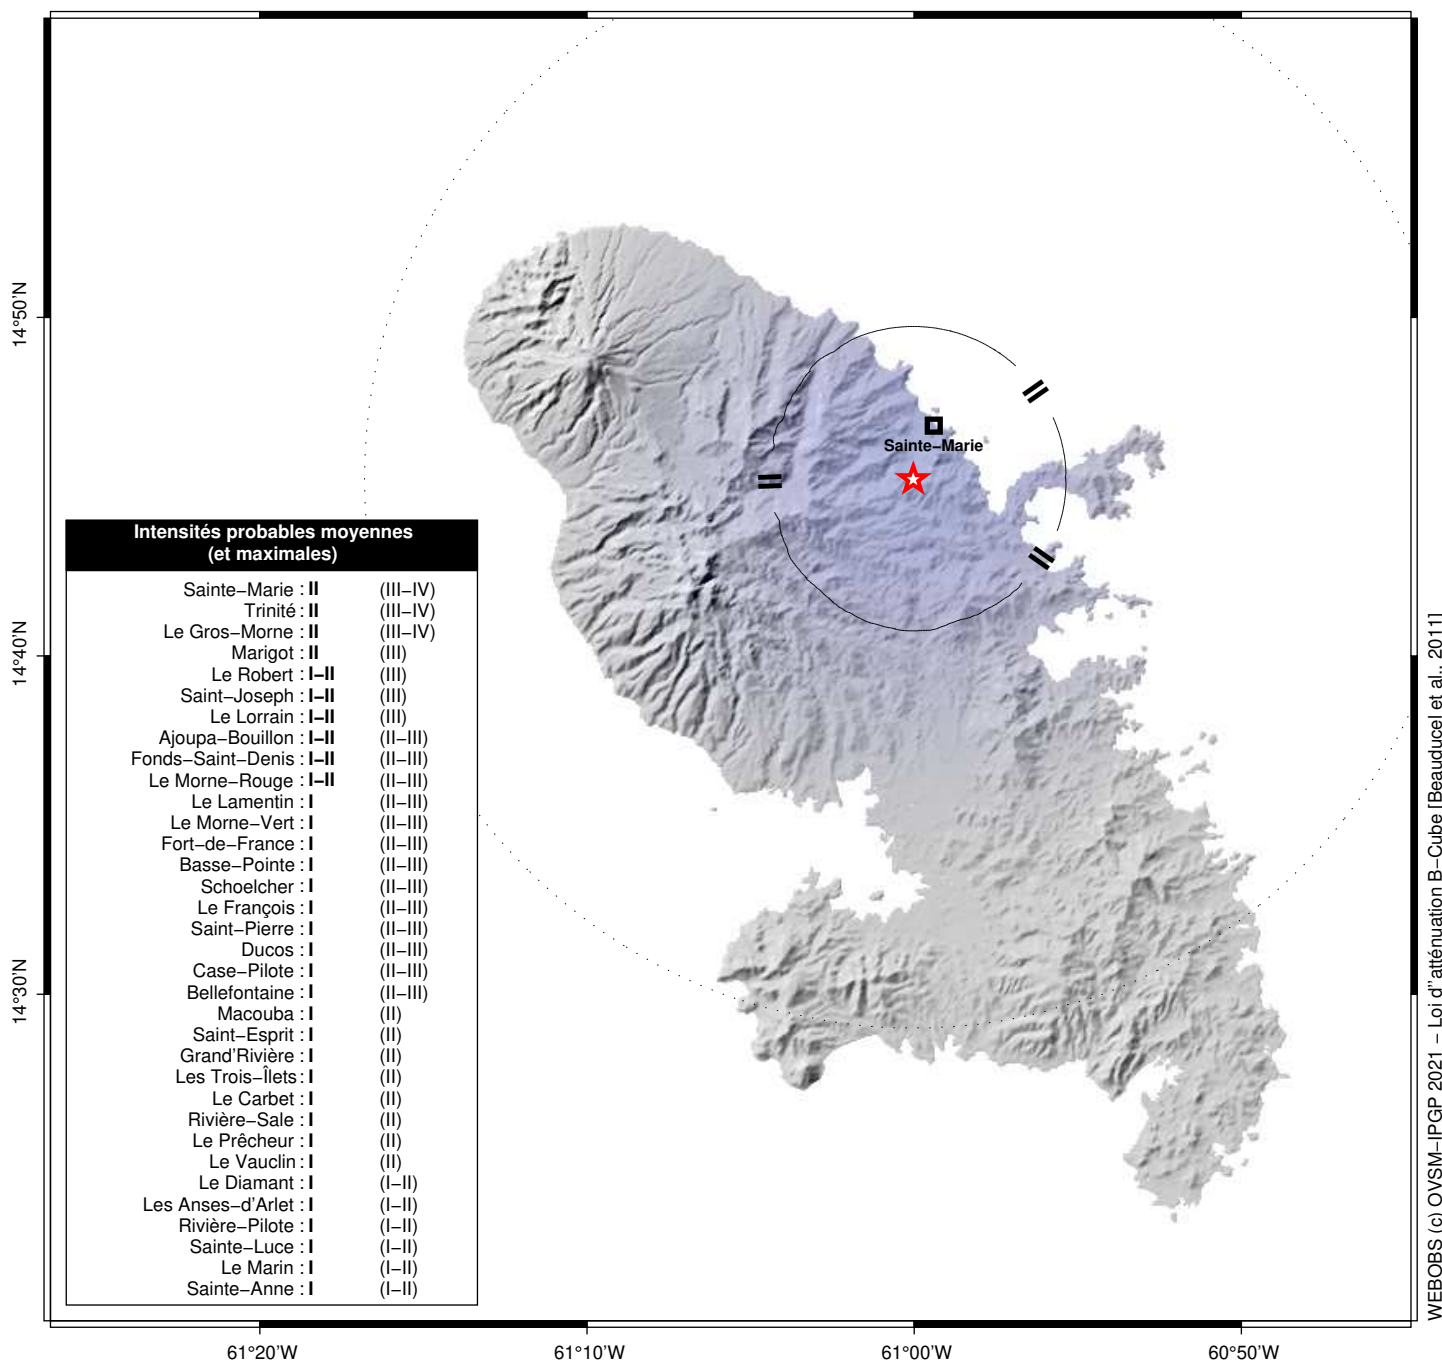 14°50'N
14°40'N
14°30'N
II
Sainte–Marie
II
II
Intensités probables moyennes
(et maximales)
Sainte–Marie : II (III–IV)
Trinité : II (III–IV)
Le Gros–Morne : II (III–IV)
Marigot : II (III)
Le Robert : I–II (III)
Saint–Joseph : I–II (III)
Le Lorrain : I–II (III)
Ajoupa–Bouillon : I–II (II–III)
Fonds–Saint–Denis : I–II (II–III)
Le Morne–Rouge : I–II (II–III)
Le Lamentin : I (II–III)
Le Morne–Vert : I (II–III)
Fort–de–France : I (II–III)
Basse–Pointe : I (II–III)
Schoelcher : I (II–III)
Le François : I (II–III)
Saint–Pierre : I (II–III)
Ducos : I (II–III)
Case–Pilote : I (II–III)
Bellefontaine : I (II–III)
Macouba : I (II)
Saint–Esprit : I (II)
Grand'Rivière : I (II)
Les Trois–Îlets : I (II)
Le Carbet : I (II)
Rivière–Sale : I (II)
Le Prêcheur : I (II)
Le Vauclin : I (II)
Le Diamant : I (I–II)
Les Anses–d'Arlet : I (I–II)
Rivière–Pilote : I (I–II)
Sainte–Luce : I (I–II)
Le Marin : I (I–II)
Sainte–Anne : I (I–II)
61°20'W
61°10'W
61°00'W
60°50'W
WEBOBS (c) OVSM–IPGP 2021 – Loi d''atténuation B–Cube [Beauducel et al., 2011]